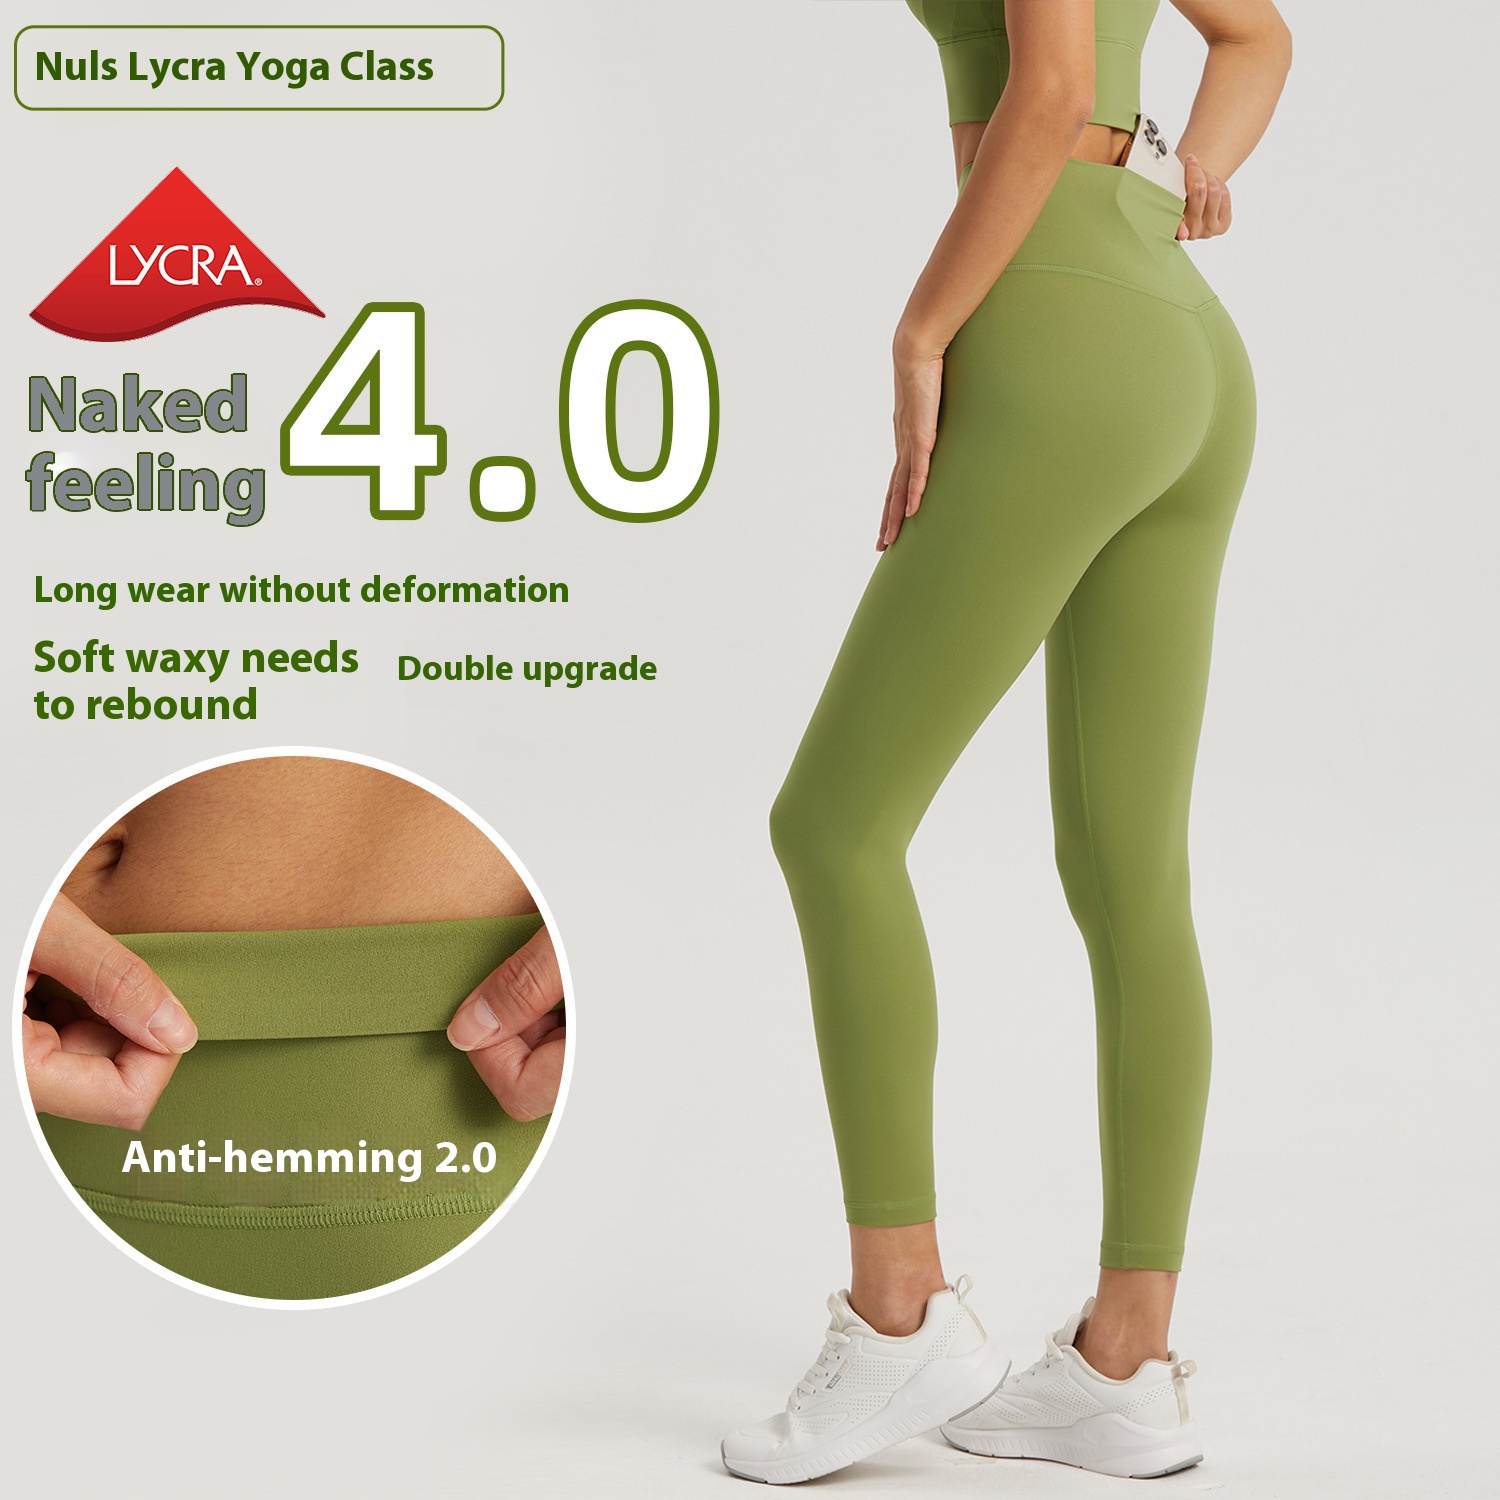 Nuls Lycra Yoga Class
LYCRA®
Naked
feeling
4.0
Long wear without deformation
Soft waxy needs
to rebound
Double upgrade
Anti-hemming 2.0